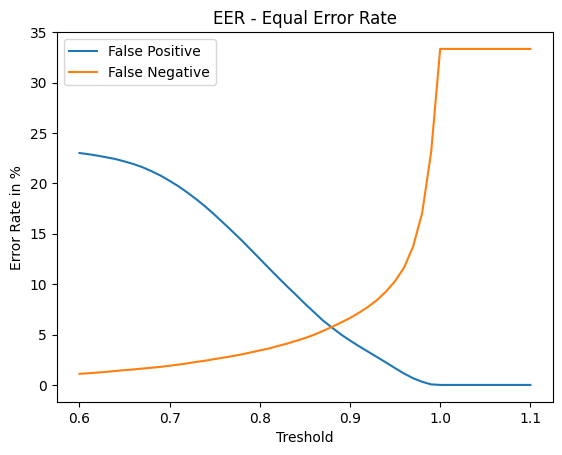 EER - Equal Error Rate
False Positive
False Negative
Error Rate in %
35
30
25
20
15
10
5
0
0.6 0.7 0.8 0.9 1.0 1.1
Treshold